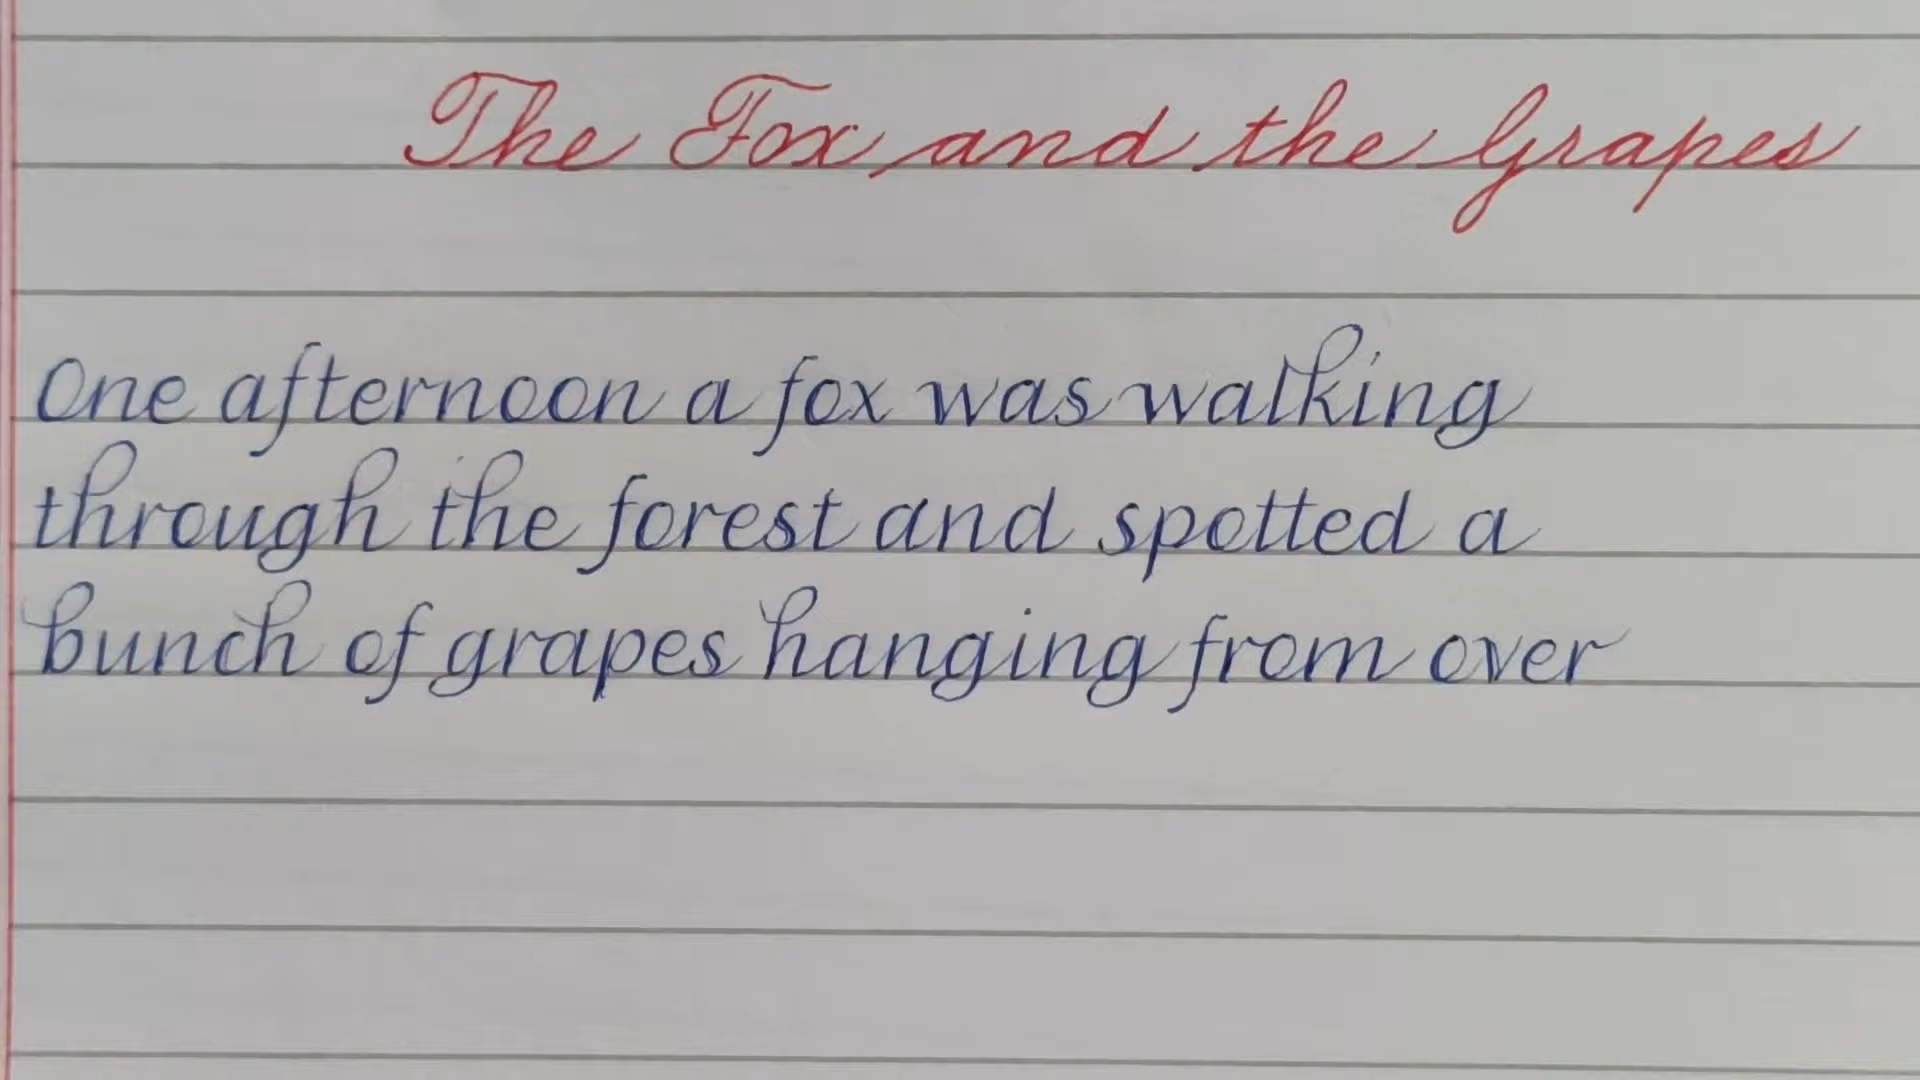 The Fox and the Grapes
One afternoon a fox was walking
through the forest and spotted a
bunch of grapes hanging from over